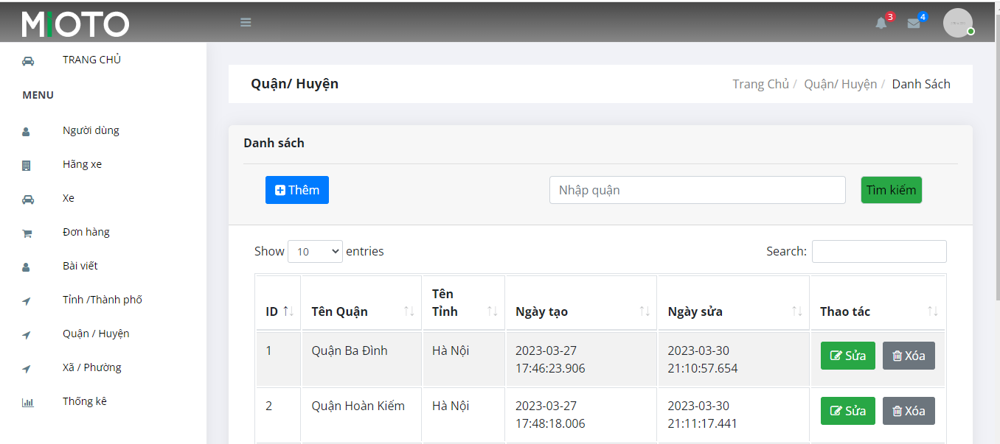 MIOTO
3
4
TRANG CHỦ
MENU
Người dùng
Hãng xe
Xe
Đơn hàng
Bài viết
Tỉnh /Thành phố
Quận / Huyện
Xã / Phường
Thống kê
Quận/ Huyện
Trang Chủ / Quận/ Huyện / Danh Sách
Danh sách
Thêm
Nhập quận
Tìm kiếm
Show 10 entries
Search:
ID Tên Quận Tên Tỉnh Ngày tạo Ngày sửa Thao tác
1 Quận Ba Đình Hà Nội 2023-03-27 17:46:23.906 2023-03-30 21:10:57.654 Sửa Xóa
2 Quận Hoàn Kiếm Hà Nội 2023-03-27 17:48:18.006 2023-03-30 21:11:17.441 Sửa Xóa